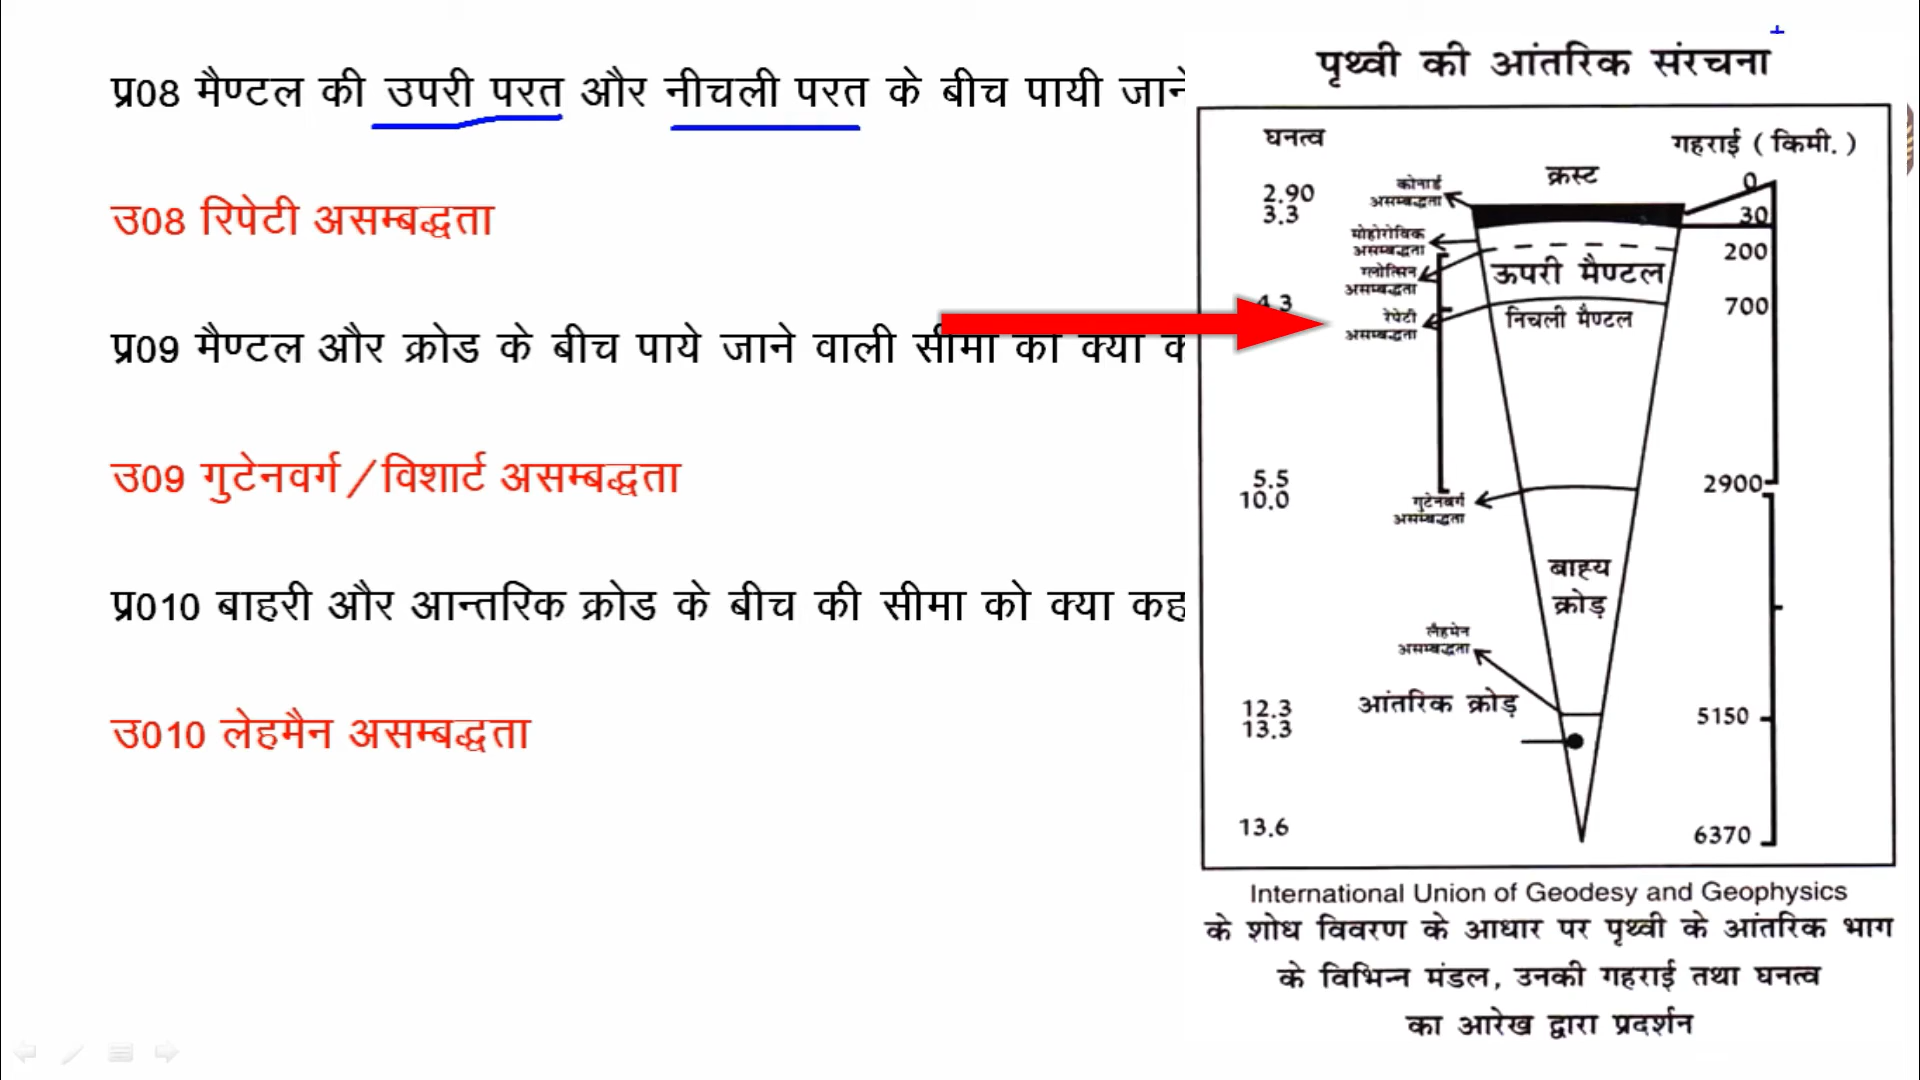 प्र08 मैण्टल की उपरी परत और नीचली परत के बीच पायी जाने
उ08 रिपेटी असम्बद्धता
प्र09 मैण्टल और क्रोड के बीच पाये जाने वाली सीमा को क्या
उ09 गुटेनवर्ग/विशार्ट असम्बद्धता
प्र010 बाहरी और आन्तरिक क्रोड के बीच की सीमा को क्या कह
उ010 लेहमैन असम्बद्धता
पृथ्वी की आंतरिक संरचना
घनत्व
गहराई ( किमी. )
क्रस्ट
कोनार्ड
असम्बद्धता
2.90
3.3
0
30
मोहोरोविक
असम्बद्धता
200
ग्लोत्सिन
असम्बद्धता
ऊपरी मैण्टल
4.3
700
रेपेटी
असम्बद्धता
निचली मैण्टल
5.5
10.0
2900
गुटेनबर्ग
असम्बद्धता
बाह्य
क्रोड़
लैहमेन
असम्बद्धता
आंतरिक क्रोड़
12.3
13.3
5150
13.6
6370
International Union of Geodesy and Geophysics
के शोध विवरण के आधार पर पृथ्वी के आंतरिक भाग
के विभिन्न मंडल, उनकी गहराई तथा घनत्व
का आरेख द्वारा प्रदर्शन